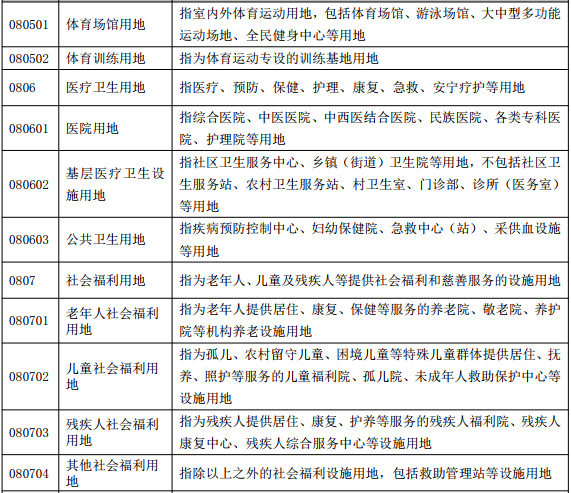 080501 体育场馆用地 指室内外体育运动用地，包括体育场馆、游泳场馆、大中型多功能
运动场地、全民健身中心等用地
080502 体育训练用地 指为体育运动专设的训练基地用地
0806 医疗卫生用地 指医疗、预防、保健、护理、康复、急救、安宁疗护等用地
080601 医院用地 指综合医院、中医医院、中西医结合医院、民族医院、各类专科医
院、护理院等用地
080602 基层医疗卫生设
施用地
指社区卫生服务中心、乡镇（街道）卫生院等用地，不包括社区卫
生服务站、农村卫生服务站、村卫生室、门诊部、诊所（医务室）
等用地
080603 公共卫生用地 指疾病预防控制中心、妇幼保健院、急救中心（站）、采供血设施
等用地
0807 社会福利用地 指为老年人、儿童及残疾人等提供社会福利和慈善服务的设施用地
080701 老年人社会福利
用地
指为老年人提供居住、康复、保健等服务的养老院、敬老院、养护
院等机构养老设施用地
080702 儿童社会福利用
地
指为孤儿、农村留守儿童、困境儿童等特殊儿童群体提供居住、抚
养、照护等服务的儿童福利院、孤儿院、未成年人救助保护中心等
设施用地
080703 残疾人社会福利
用地
指为残疾人提供居住、康复、护养等服务的残疾人福利院、残疾人
康复中心、残疾人综合服务中心等设施用地
080704 其他社会福利用
地
指除以上之外的社会福利设施用地，包括救助管理站等设施用地